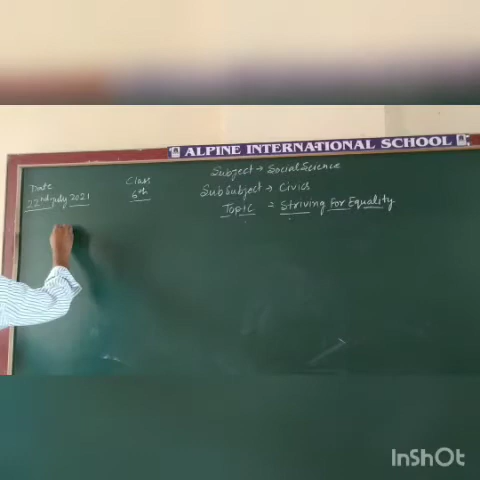 ALPINE INTERNATIONAL SCHOOL
Subject → Social Science
Date
Class
Sub Subject → Civics
22nd July 2021
6th
Topic = Striving For Equality
InShOt